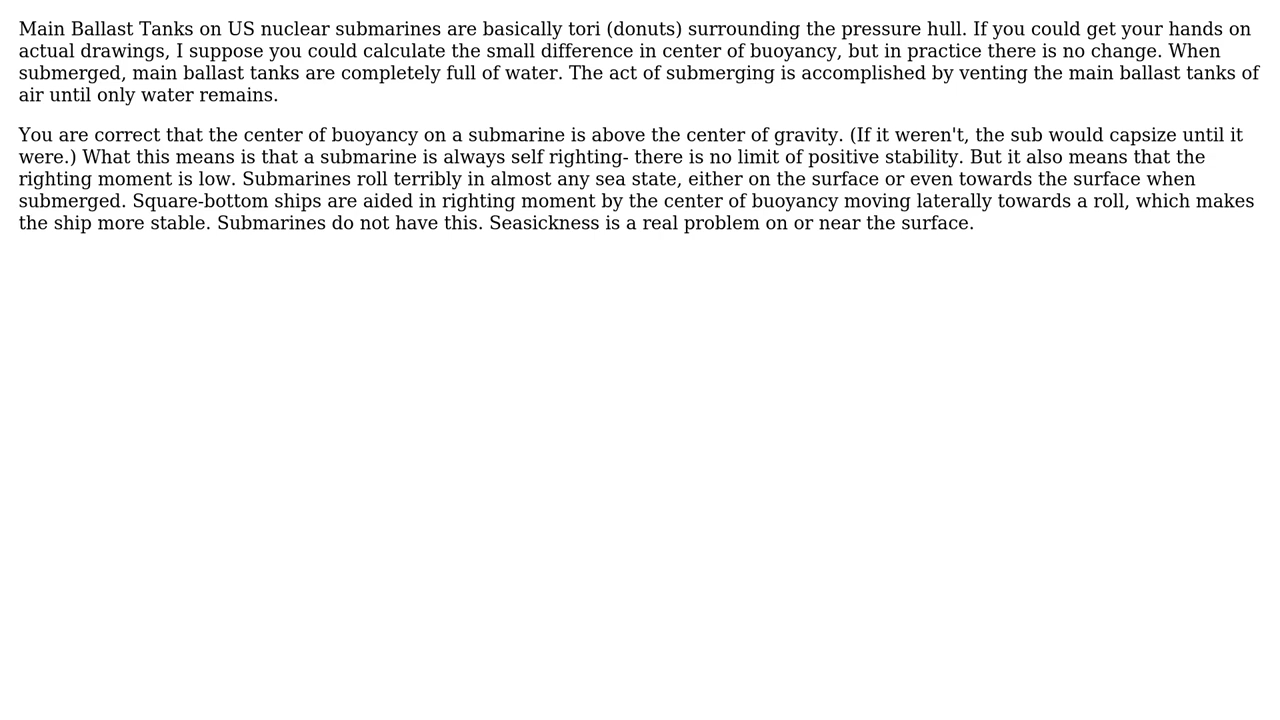 Main Ballast Tanks on US nuclear submarines are basically tori (donuts) surrounding the pressure hull. If you could get your hands on
actual drawings, I suppose you could calculate the small difference in center of buoyancy, but in practice there is no change. When
submerged, main ballast tanks are completely full of water. The act of submerging is accomplished by venting the main ballast tanks of
air until only water remains.
You are correct that the center of buoyancy on a submarine is above the center of gravity. (If it weren't, the sub would capsize until it
were.) What this means is that a submarine is always self righting- there is no limit of positive stability. But it also means that the
righting moment is low. Submarines roll terribly in almost any sea state, either on the surface or even towards the surface when
submerged. Square-bottom ships are aided in righting moment by the center of buoyancy moving laterally towards a roll, which makes
the ship more stable. Submarines do not have this. Seasickness is a real problem on or near the surface.